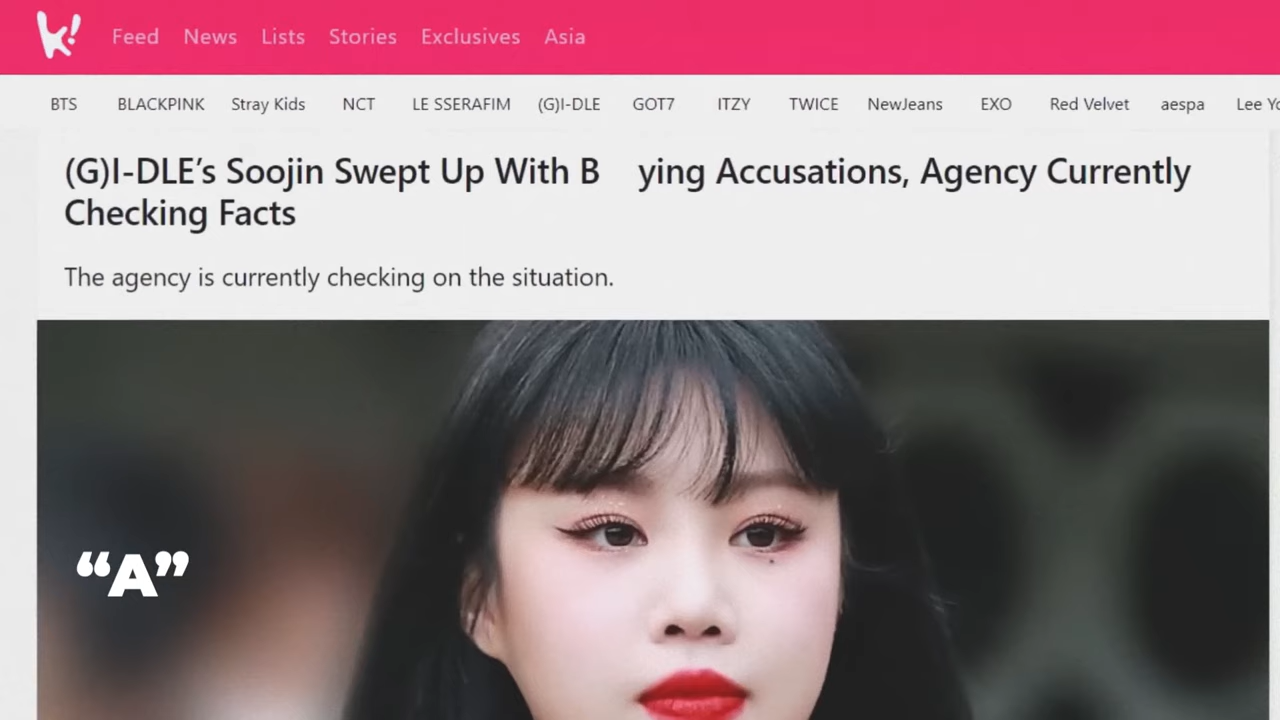 k!
Feed News Lists Stories Exclusives Asia
BTS BLACKPINK Stray Kids NCT LE SSERAFIM (G)I-DLE GOT7 ITZY TWICE NewJeans EXO Red Velvet aespa Lee Yo
(G)I-DLE’s Soojin Swept Up With B ying Accusations, Agency Currently
Checking Facts
The agency is currently checking on the situation.
“A”